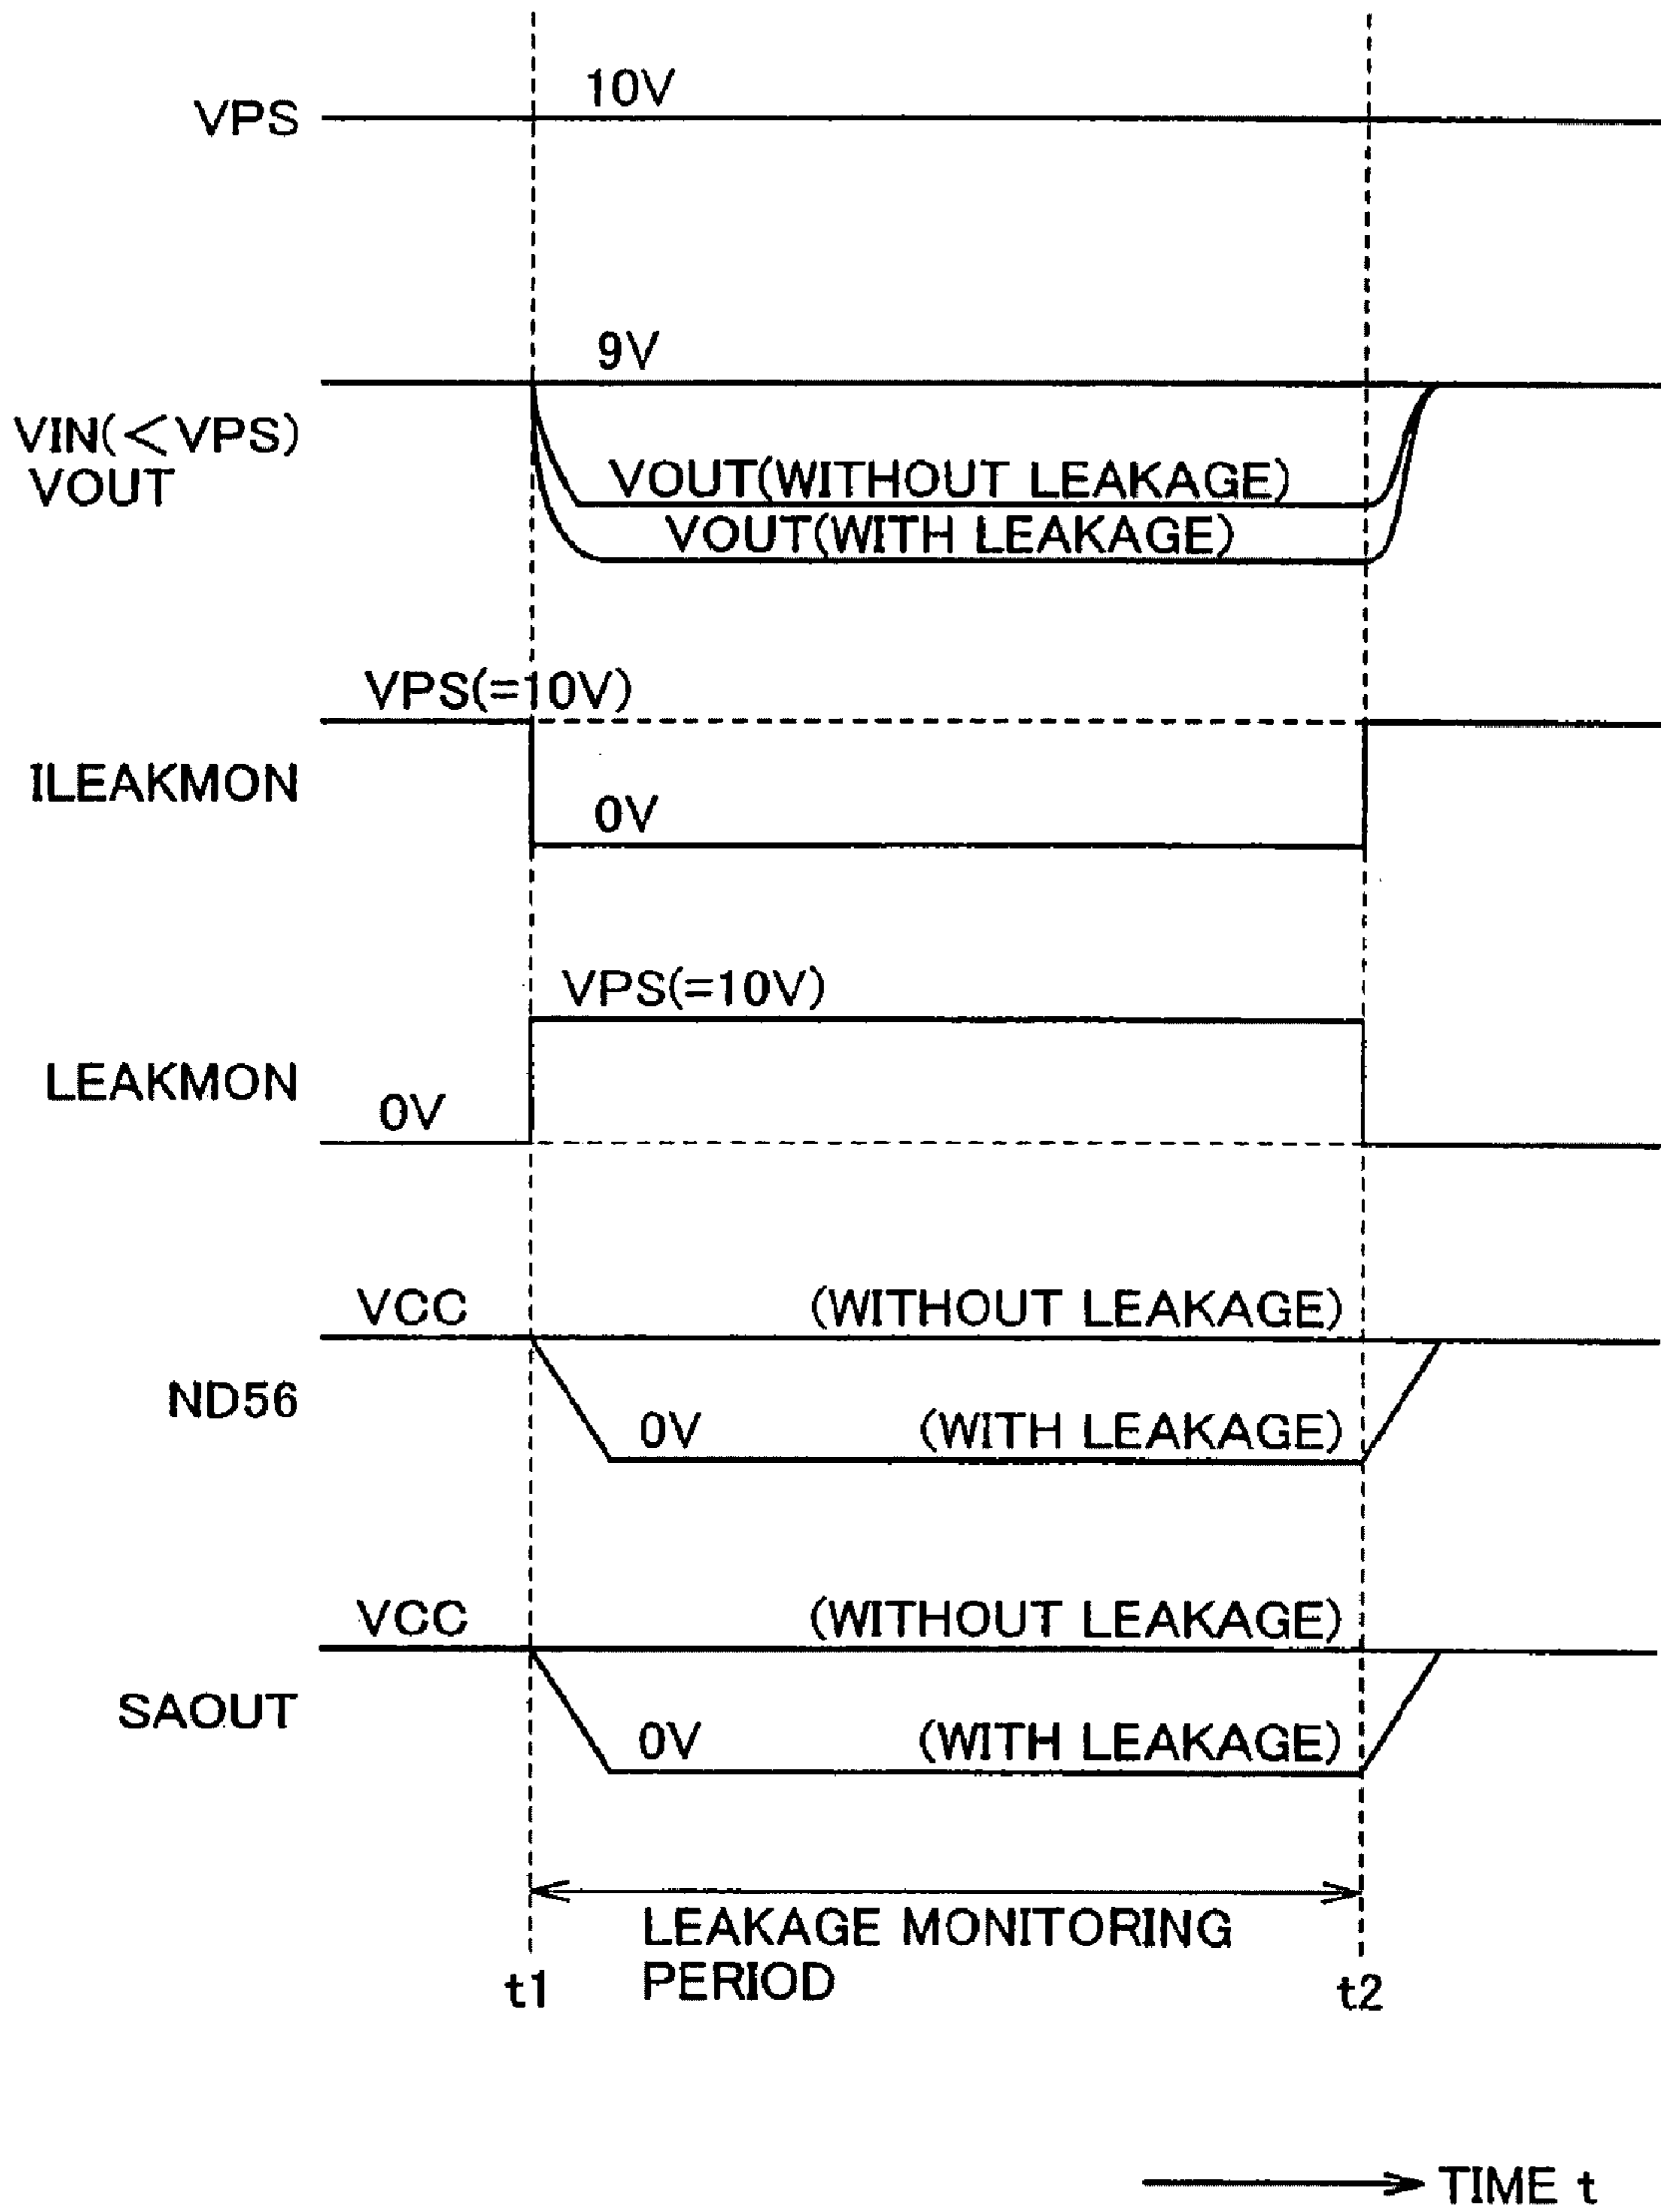 10V
VPS
9V
VIN(<VPS)
VOUT
VOUT(WITHOUT LEAKAGE)
VOUT(WITH LEAKAGE)
VPS(=10V)
ILEAKMON
0V
VPS(=10V)
LEAKMON
0V
VCC (WITHOUT LEAKAGE)
ND56
0V (WITH LEAKAGE)
VCC (WITHOUT LEAKAGE)
SAOUT
0V (WITH LEAKAGE)
LEAKAGE MONITORING
PERIOD
t1
t2
TIME t